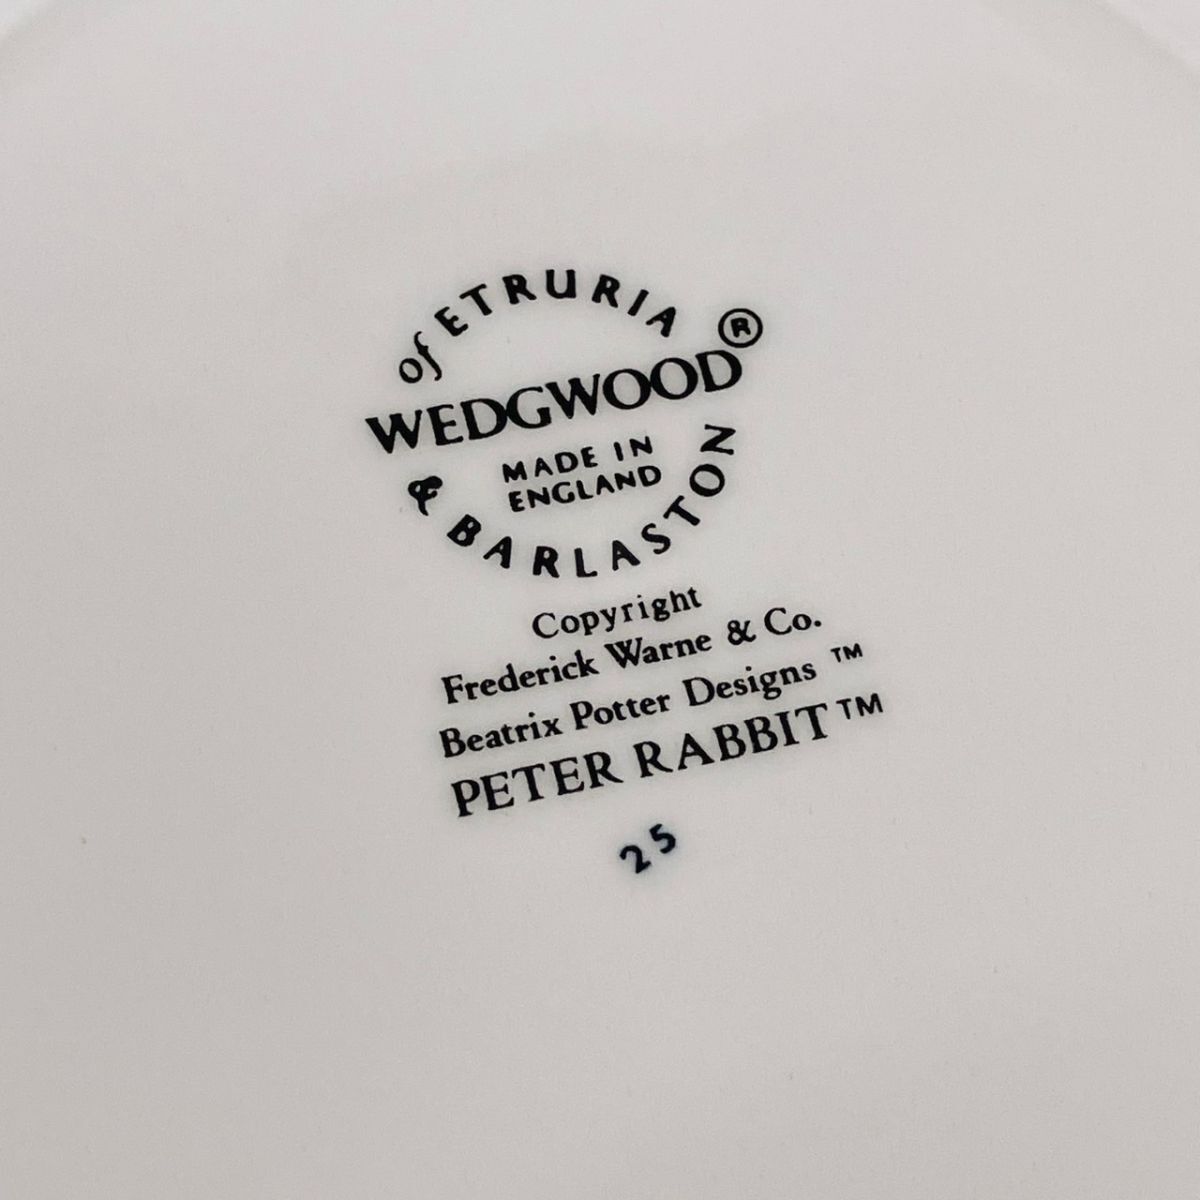 of ETRURIA
WEDGWOOD®
MADE IN
ENGLAND
& BARLASTON
Copyright
Frederick Warne & Co.
Beatrix Potter Designs ™
PETER RABBIT™
25